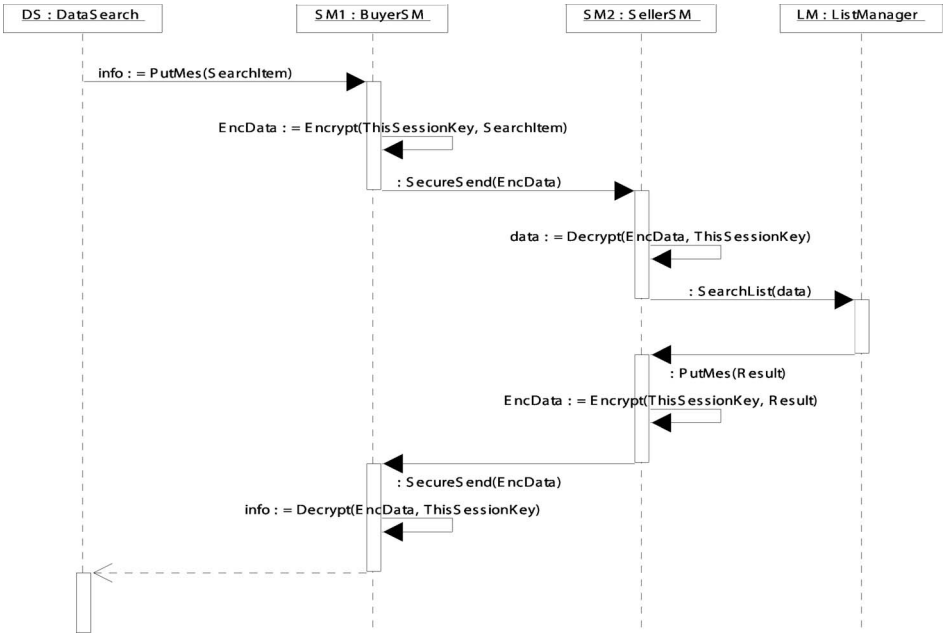 DS : DataSearch
SM1 : BuyerSM
SM2 : SellerSM
LM : ListManager
info : = PutMes(SearchItem)
EncData : = Encrypt(ThisSessionKey, SearchItem)
: SecureSend(EncData)
data : = Decrypt(EncData, ThisSessionKey)
: SearchList(data)
: PutMes(Result)
EncData : = Encrypt(ThisSessionKey, Result)
: SecureSend(EncData)
info : = Decrypt(EncData, ThisSessionKey)